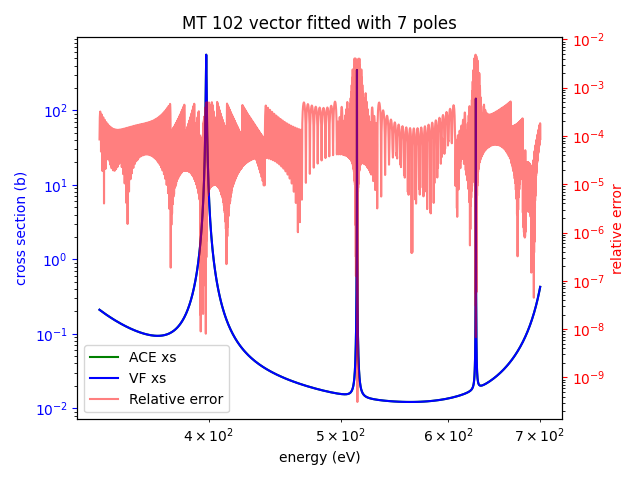 MT 102 vector fitted with 7 poles
cross section (b)
10²
10¹
10⁰
10⁻¹
10⁻²
10⁻²
10⁻³
10⁻⁴
10⁻⁵
10⁻⁶
10⁻⁷
10⁻⁸
10⁻⁹
relative error
ACE xs
VF xs
Relative error
4 × 10² 5 × 10² 6 × 10² 7 × 10²
energy (eV)